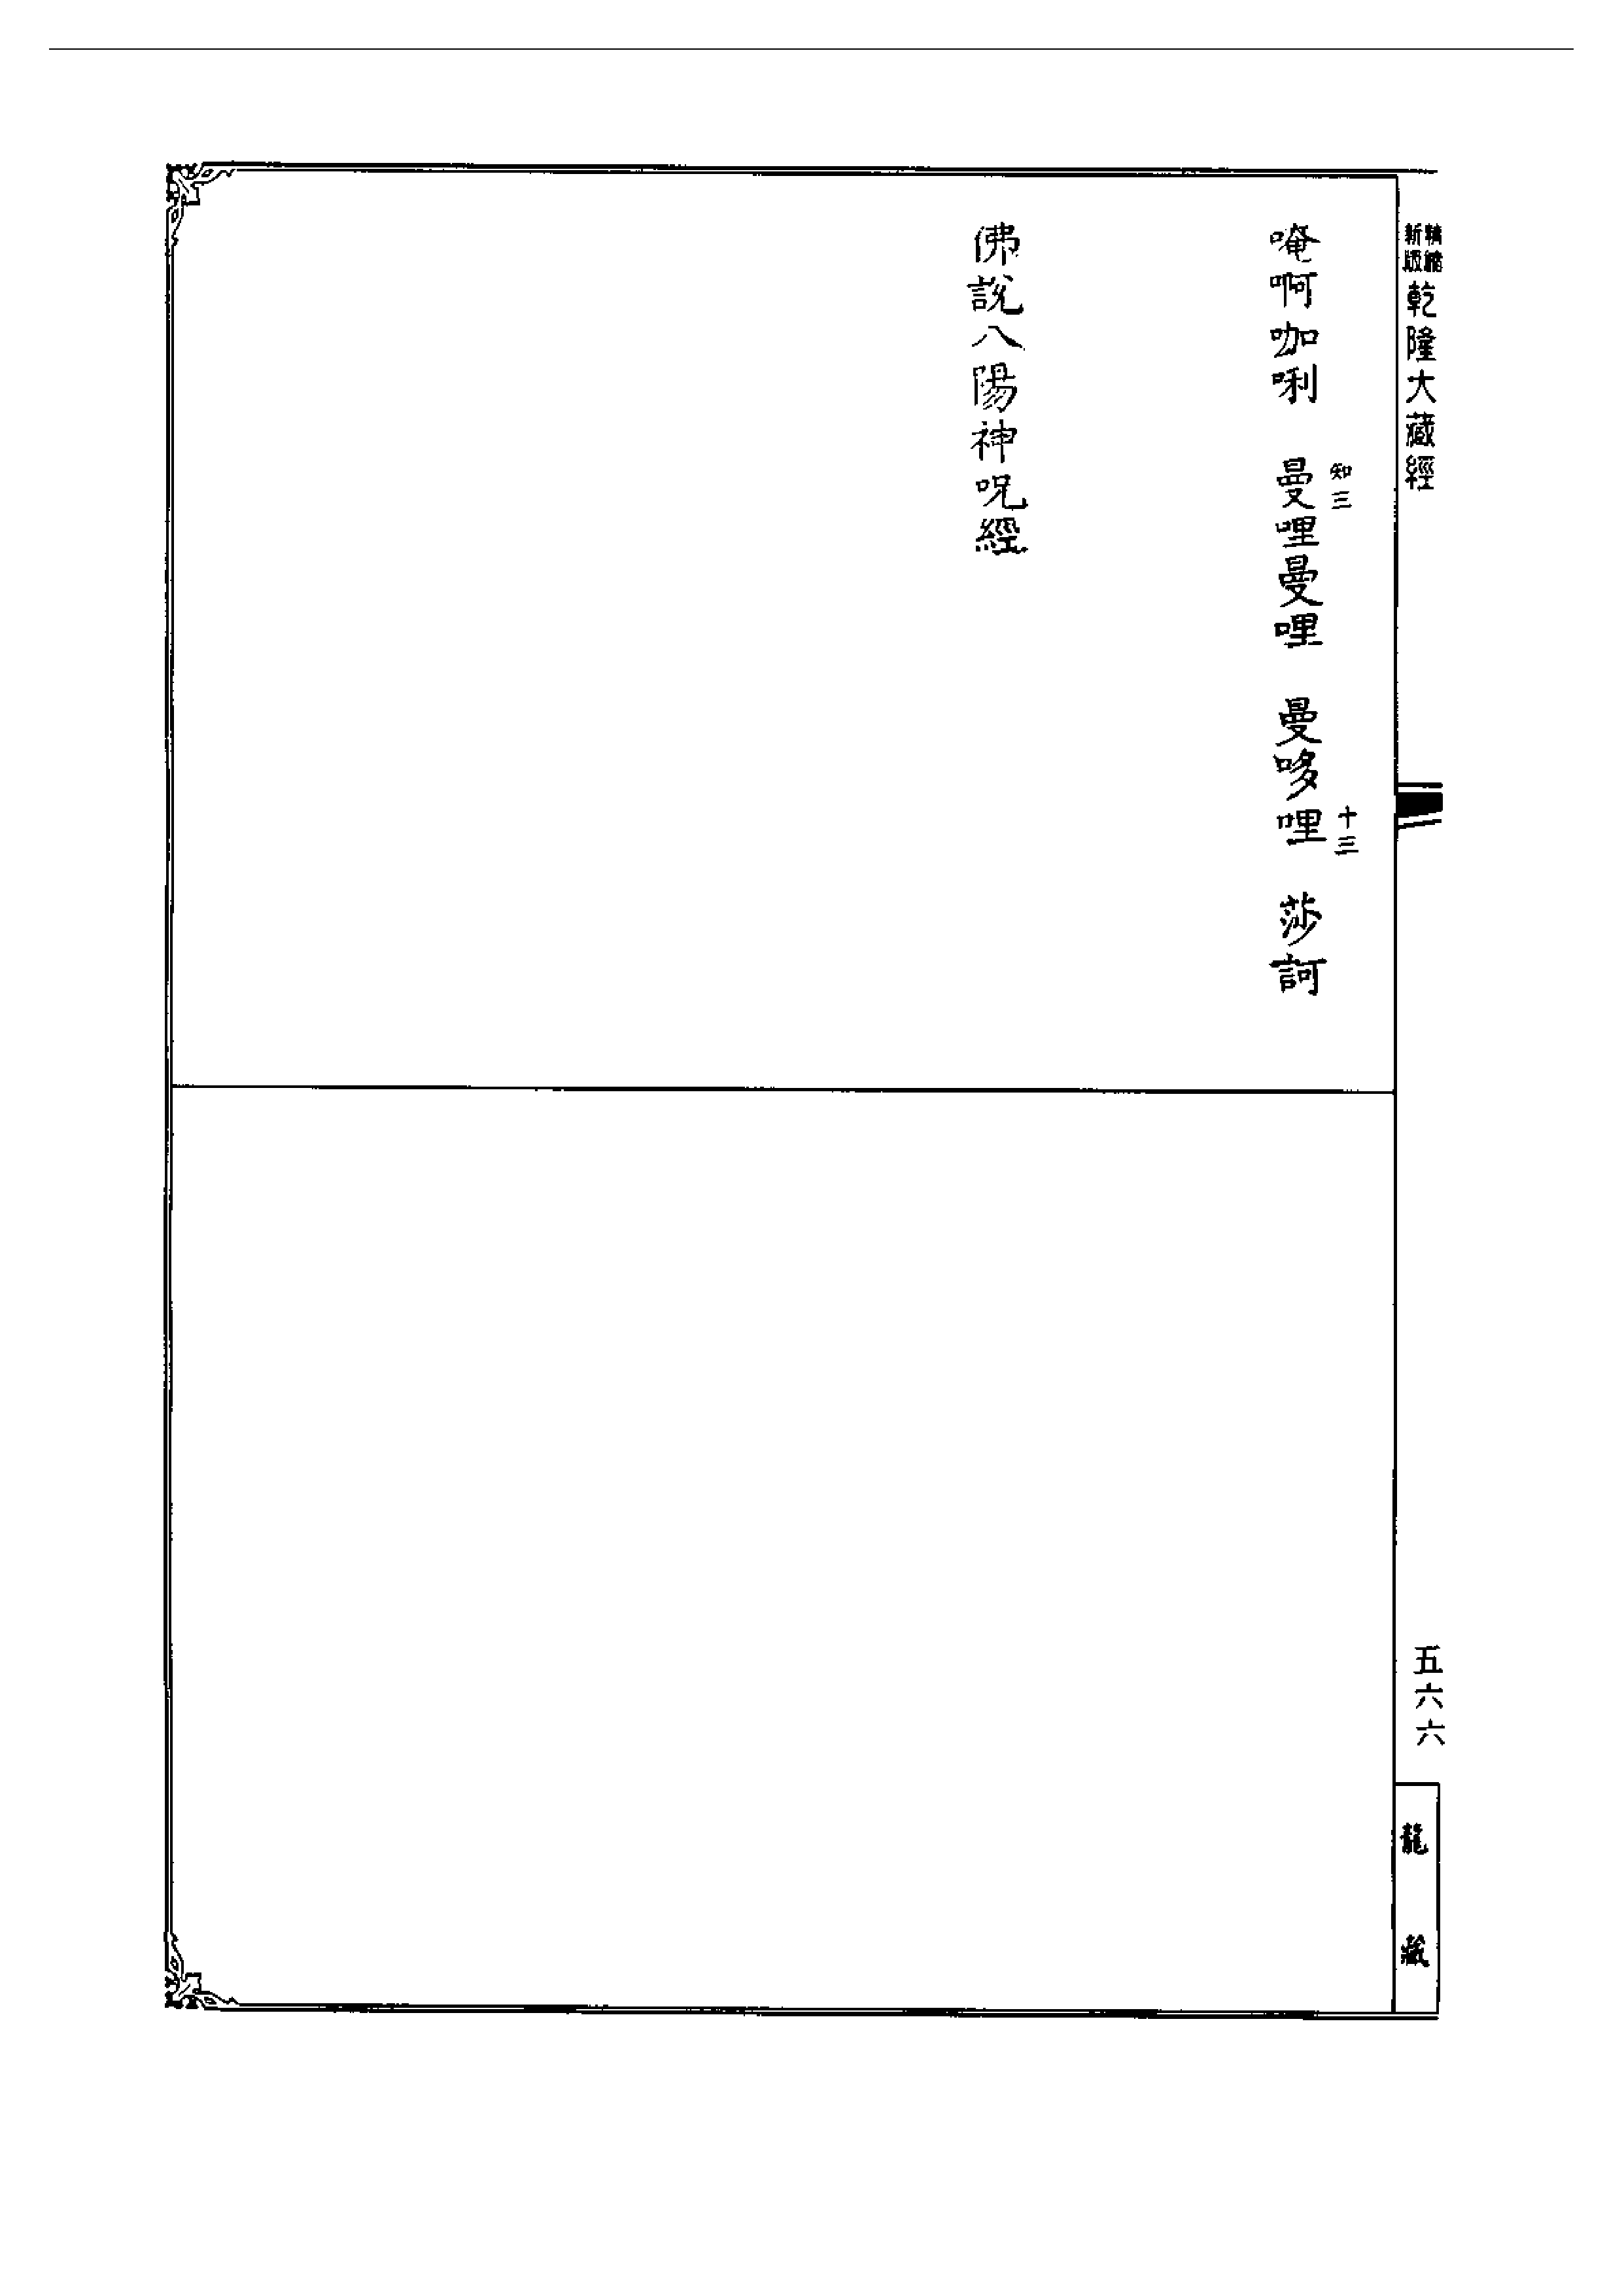 精縮
新版
乾隆大藏經
五六六
龍藏
知三
十三
唵啊咖唎 曼哩曼哩 曼哆哩 莎訶
佛說八陽神呪經